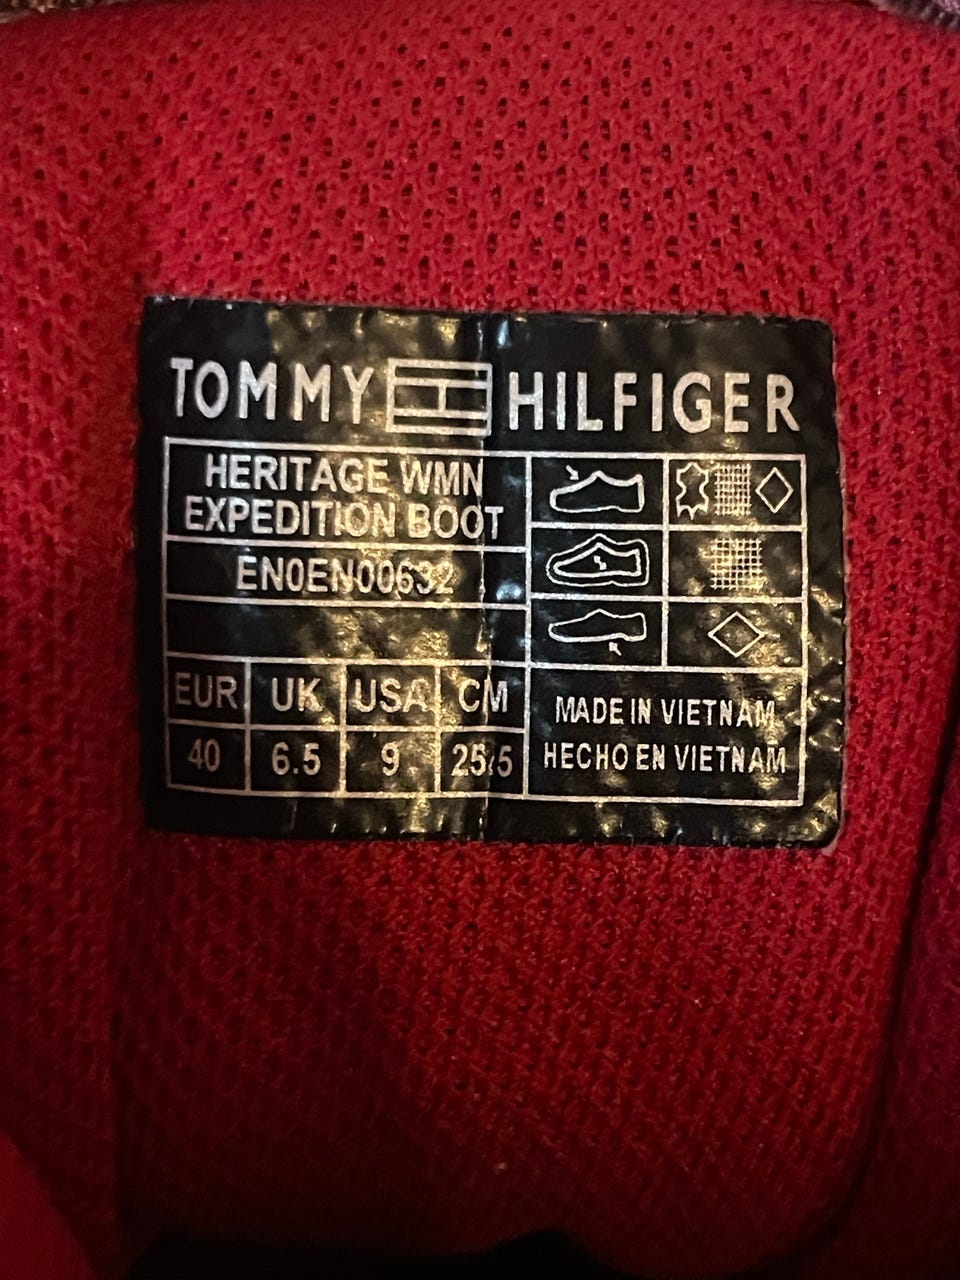 TOMMY HILFIGER
HERITAGE WMN
EXPEDITION BOOT
EN0EN00632
EUR UK USA CM
40 6.5 9 25.5
MADE IN VIETNAM
HECHO EN VIETNAM